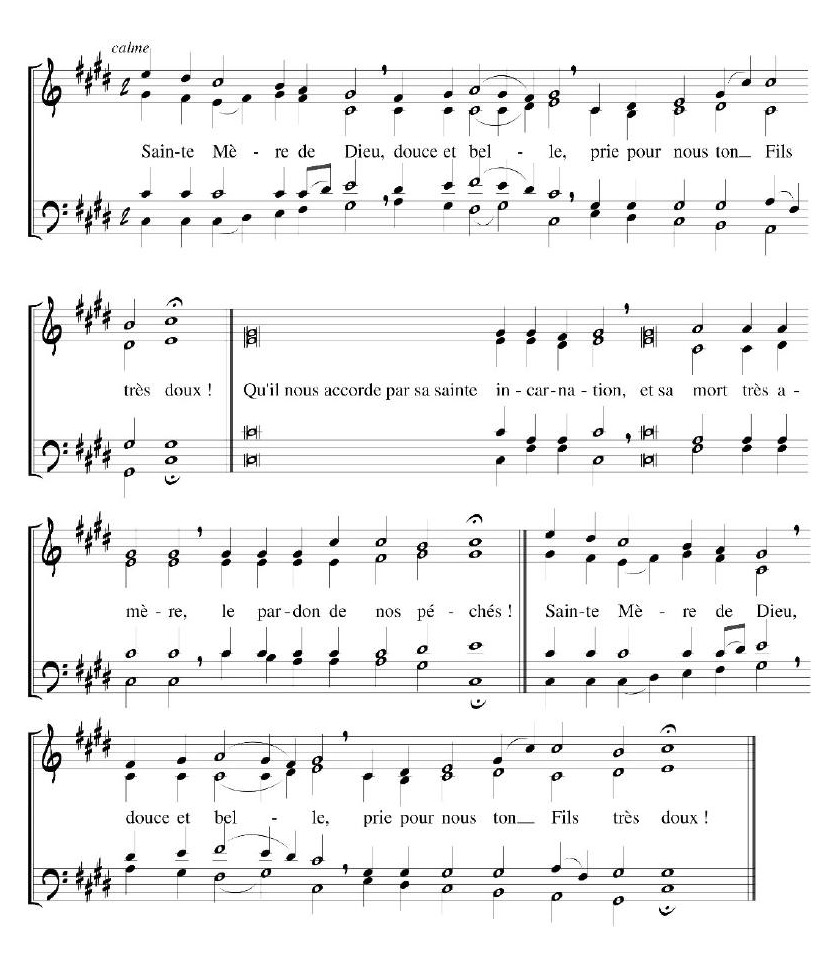 calme
Sain-te Mè - re de Dieu, douce et bel - le, prie pour nous ton_ Fils
très doux ! Qu'il nous accorde par sa sainte in-car-na-tion, et sa mort très a -
mè-re, le par-don de nos pé - chés ! Sain-te Mè - re de Dieu,
douce et bel - le, prie pour nous ton_ Fils très doux !